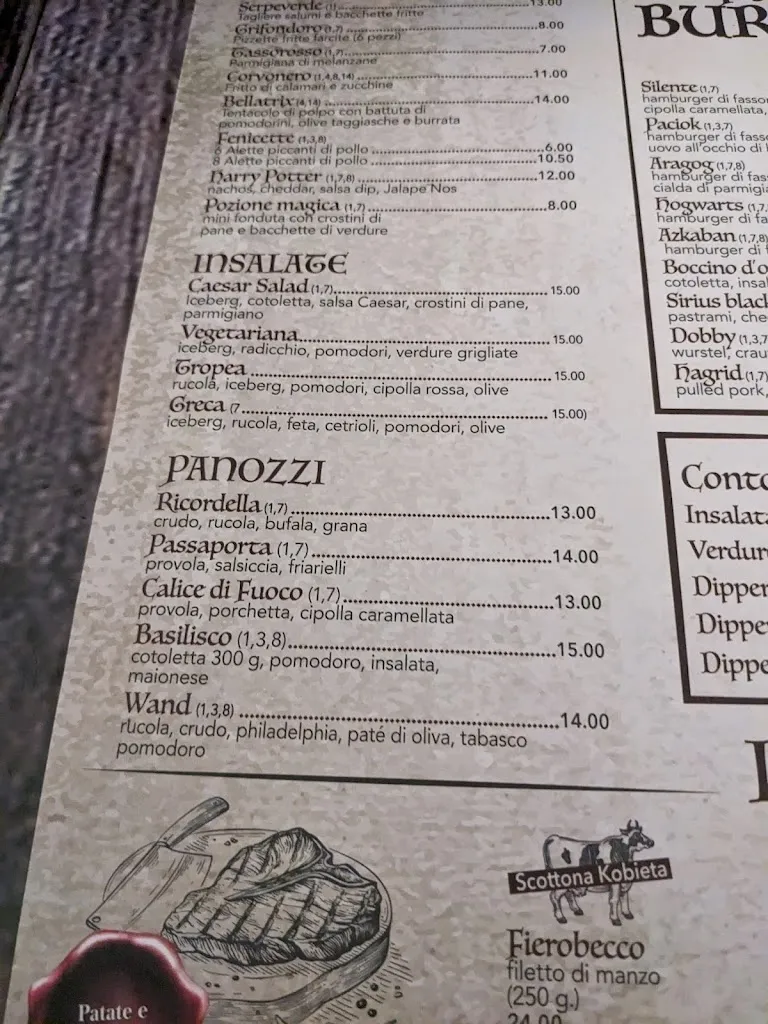 Serpeverde (1)........13.00
Tagliere salumi e bacchette fritte
Grifondoro (1,7)........8.00
Pizzette fritte farcite (6 pezzi)
Tassorosso (1,7)........7.00
Parmigiana di melanzane
Corvonero (1,4,8,14)........11.00
Fritto di calamari e zucchine
Bellatrix (4,14)........14.00
Tentacolo di polpo con battuta di
pomodorini, olive taggiasche e burrata
Fenicette (1,3,8)
6 Alette piccanti di pollo........6.00
8 Alette piccanti di pollo........10.50
Harry Potter (1,7,8)........12.00
nachos, cheddar, salsa dip, Jalape Nos
Pozione magica (1,7)........8.00
mini fonduta con crostini di
pane e bacchette di verdure
INSALATE
Caesar Salad (1,7)........15.00
Iceberg, cotoletta, salsa Caesar, crostini di pane,
parmigiano
Vegetariana........15.00
iceberg, radicchio, pomodori, verdure grigliate
Tropea........15.00
rucola, iceberg, pomodori, cipolla rossa, olive
Greca (7........15.00)
iceberg, rucola, feta, cetrioli, pomodori, olive
PANOZZI
Ricordella (1,7)........13.00
crudo, rucola, bufala, grana
Passaporta (1,7)........14.00
provola, salsiccia, friarielli
Calice di Fuoco (1,7)........13.00
provola, porchetta, cipolla caramellata
Basilisco (1,3,8)........15.00
cotoletta 300 g, pomodoro, insalata,
maionese
Wand (1,3,8)........14.00
rucola, crudo, philadelphia, paté di oliva, tabasco
pomodoro
Patate e
Scottona Kobieta
Fierobecco
filetto di manzo
(250 g.)
24.00
BUR
Silente (1,7)
hamburger di fasso
cipolla caramellata,
Paciok (1,3,7)
hamburger di fass
uovo all'occhio di
Aragog (1,7,8)
hamburger di fas
cialda di parmigia
Hogwarts (1,7,
hamburger di fa
Azkaban (1,7,8)
hamburger di f
Boccino d'o
cotoletta, insal
Sirius black
pastrami, che
Dobby (1,3,7
wurstel, crau
Hagrid (1,7)
pulled pork,
Conto
Insalata
Verdure
Dipper
Dippe
Dippe